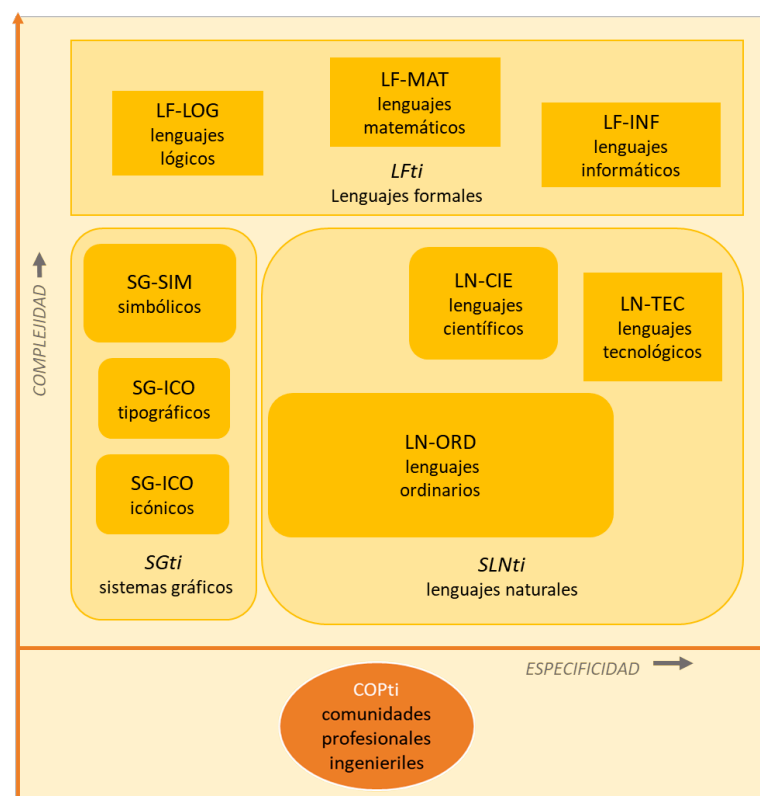 LF-LOG
lenguajes
lógicos
LF-MAT
lenguajes
matemáticos
LF-INF
lenguajes
informáticos
LFti
Lenguajes formales
COMPLEJIDAD
SG-SIM
simbólicos
SG-ICO
tipográficos
SG-ICO
icónicos
SGti
sistemas gráficos
LN-CIE
lenguajes
científicos
LN-TEC
lenguajes
tecnológicos
LN-ORD
lenguajes
ordinarios
SLNti
lenguajes naturales
ESPECIFICIDAD
COPti
comunidades
profesionales
ingenieriles